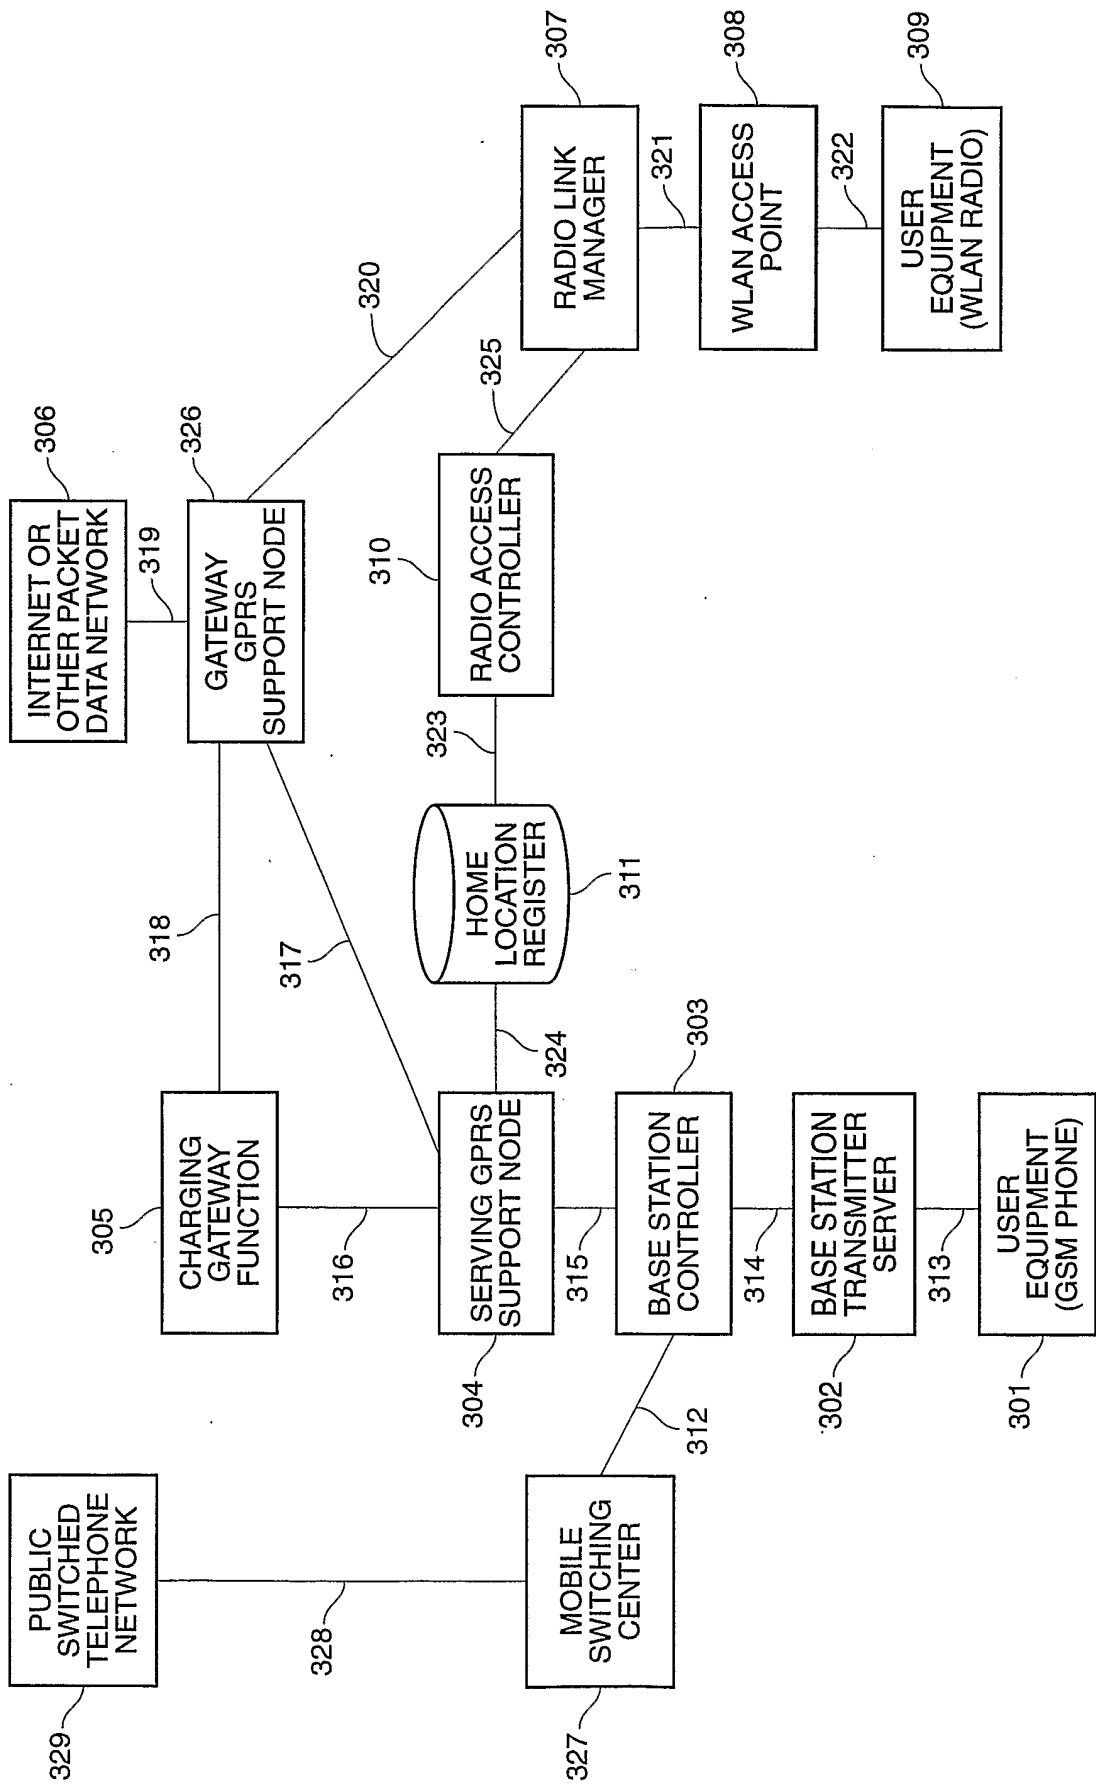 329
PUBLIC
SWITCHED
TELEPHONE
NETWORK
328
327
MOBILE
SWITCHING
CENTER
312
305
CHARGING
GATEWAY
FUNCTION
316
318
317
304
SERVING GPRS
SUPPORT NODE
324
315
303
BASE STATION
CONTROLLER
314
302
BASE STATION
TRANSMITTER
SERVER
313
301
USER
EQUIPMENT
(GSM PHONE)
306
INTERNET OR
OTHER PACKET
DATA NETWORK
319
326
GATEWAY
GPRS
SUPPORT NODE
320
HOME
LOCATION
REGISTER
311
323
310
RADIO ACCESS
CONTROLLER
325
307
RADIO LINK
MANAGER
321
308
WLAN ACCESS
POINT
322
309
USER
EQUIPMENT
(WLAN RADIO)